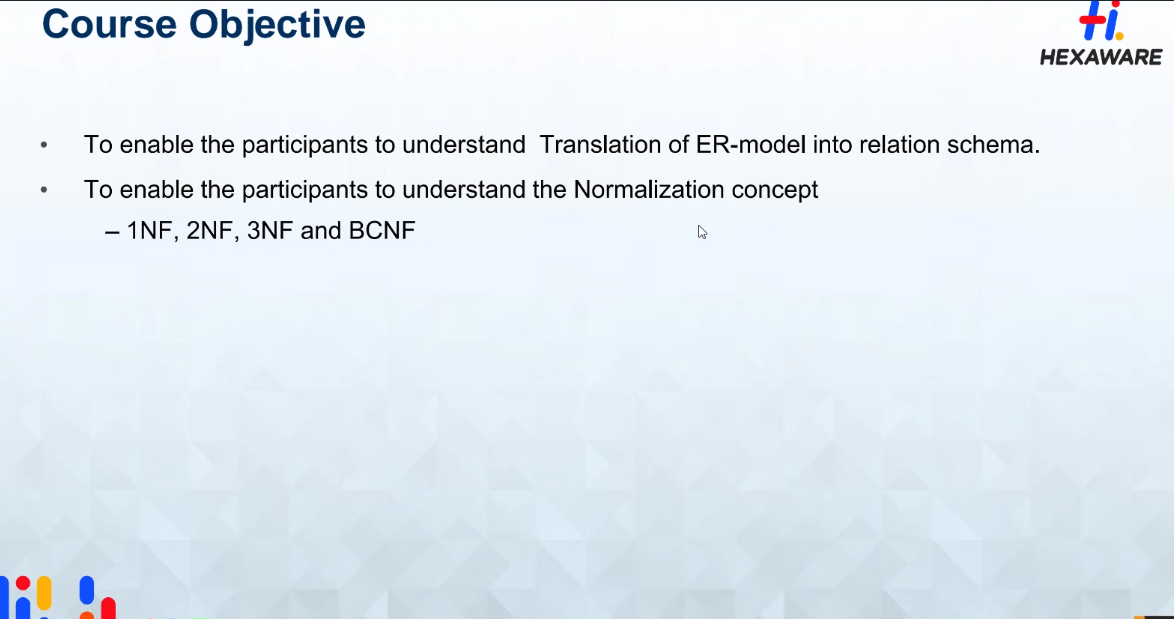 Course Objective
HEXAWARE
• To enable the participants to understand  Translation of ER-model into relation schema.
• To enable the participants to understand the Normalization concept
– 1NF, 2NF, 3NF and BCNF